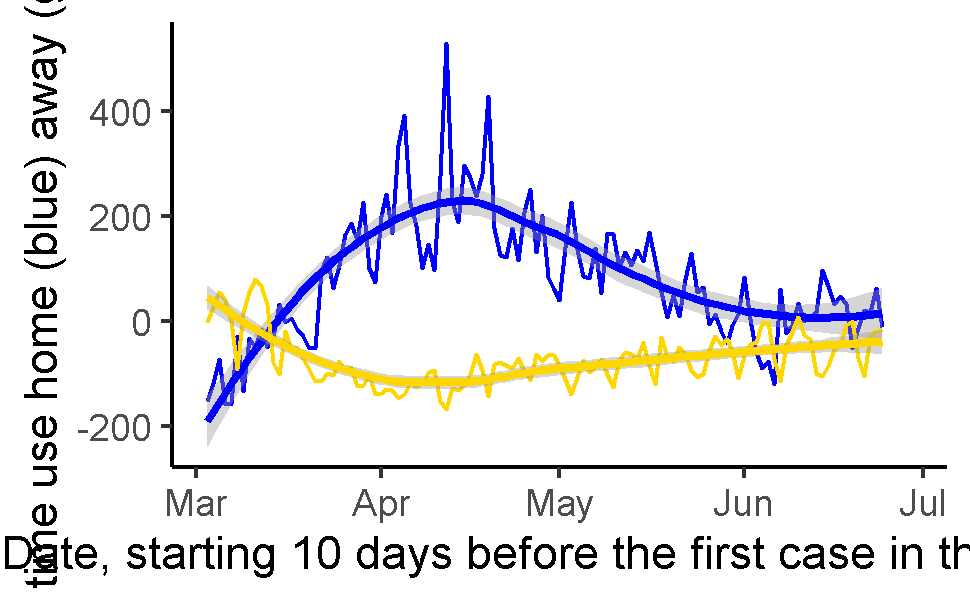 time use home (blue) away (
400
200
0
-200
Mar Apr May Jun Jul
Date, starting 10 days before the first case in th